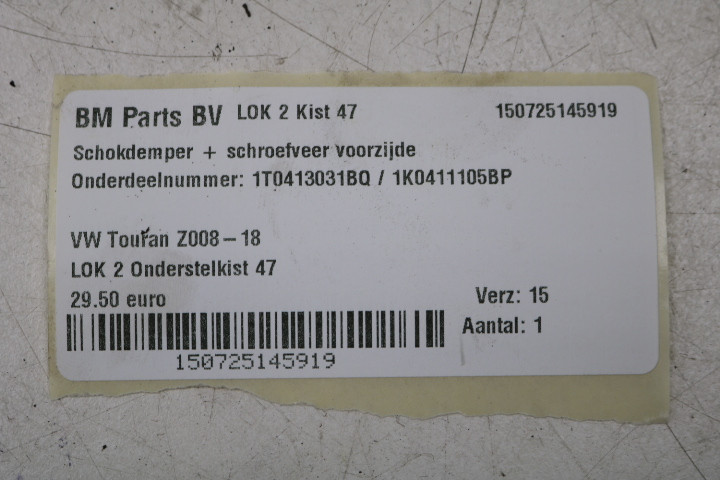 BM Parts BV LOK 2 Kist 47 150725145919
Schokdemper + schroefveer voorzijde
Onderdeelnummer: 1T0413031BQ / 1K0411105BP
VW Touran Z008-18
LOK 2 Onderstelkist 47
29.50 euro Verz: 15
Aantal: 1
150725145919